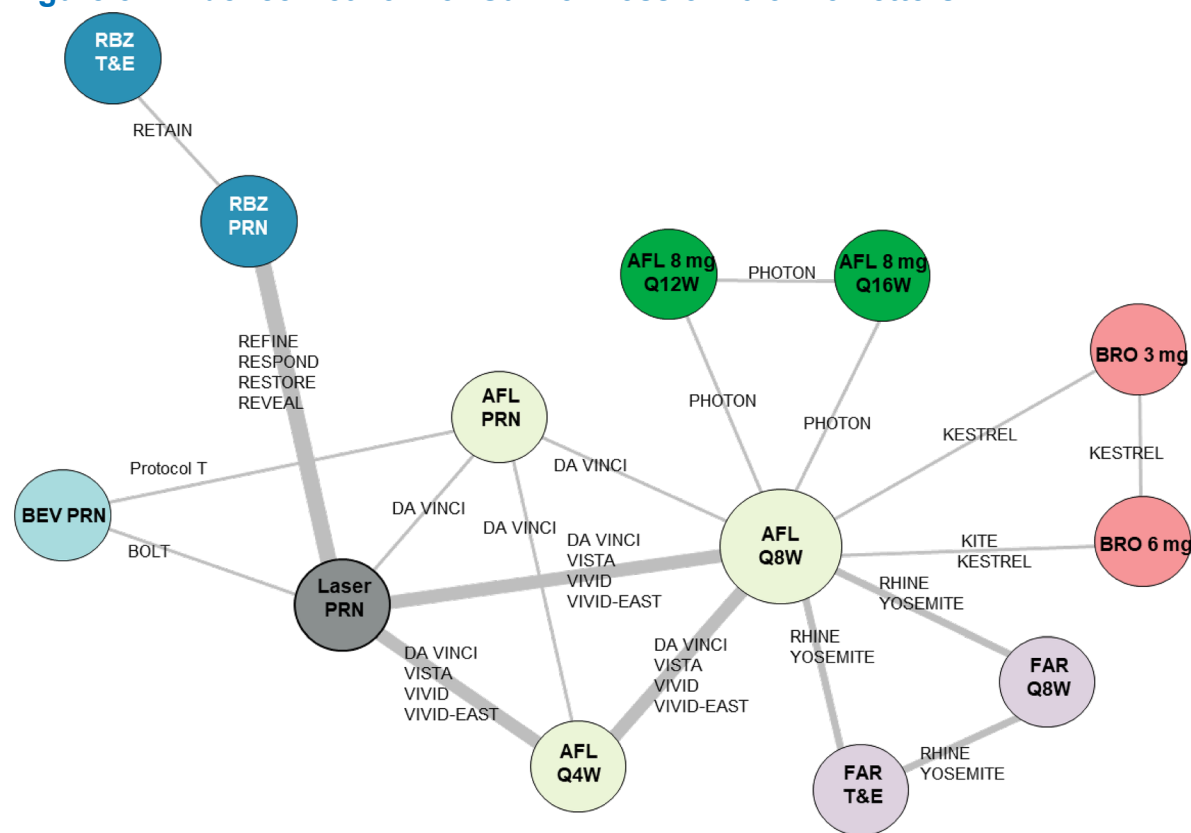 RBZ
T&E
RETAIN
RBZ
PRN
AFL 8 mg
Q12W
PHOTON
AFL 8 mg
Q16W
BRO 3 mg
REFINE
RESPOND
RESTORE
REVEAL
AFL
PRN
PHOTON
PHOTON
KESTREL
KESTREL
Protocol T
DA VINCI
BEV PRN
DA VINCI
DA VINCI
BOLT
DA VINCI
VISTA
VIVID
VIVID-EAST
AFL
Q8W
KITE
KESTREL
BRO 6 mg
Laser
PRN
RHINE
YOSEMITE
RHINE
YOSEMITE
DA VINCI
VISTA
VIVID
VIVID-EAST
DA VINCI
VISTA
VIVID
VIVID-EAST
FAR
Q8W
AFL
Q4W
FAR
T&E
RHINE
YOSEMITE